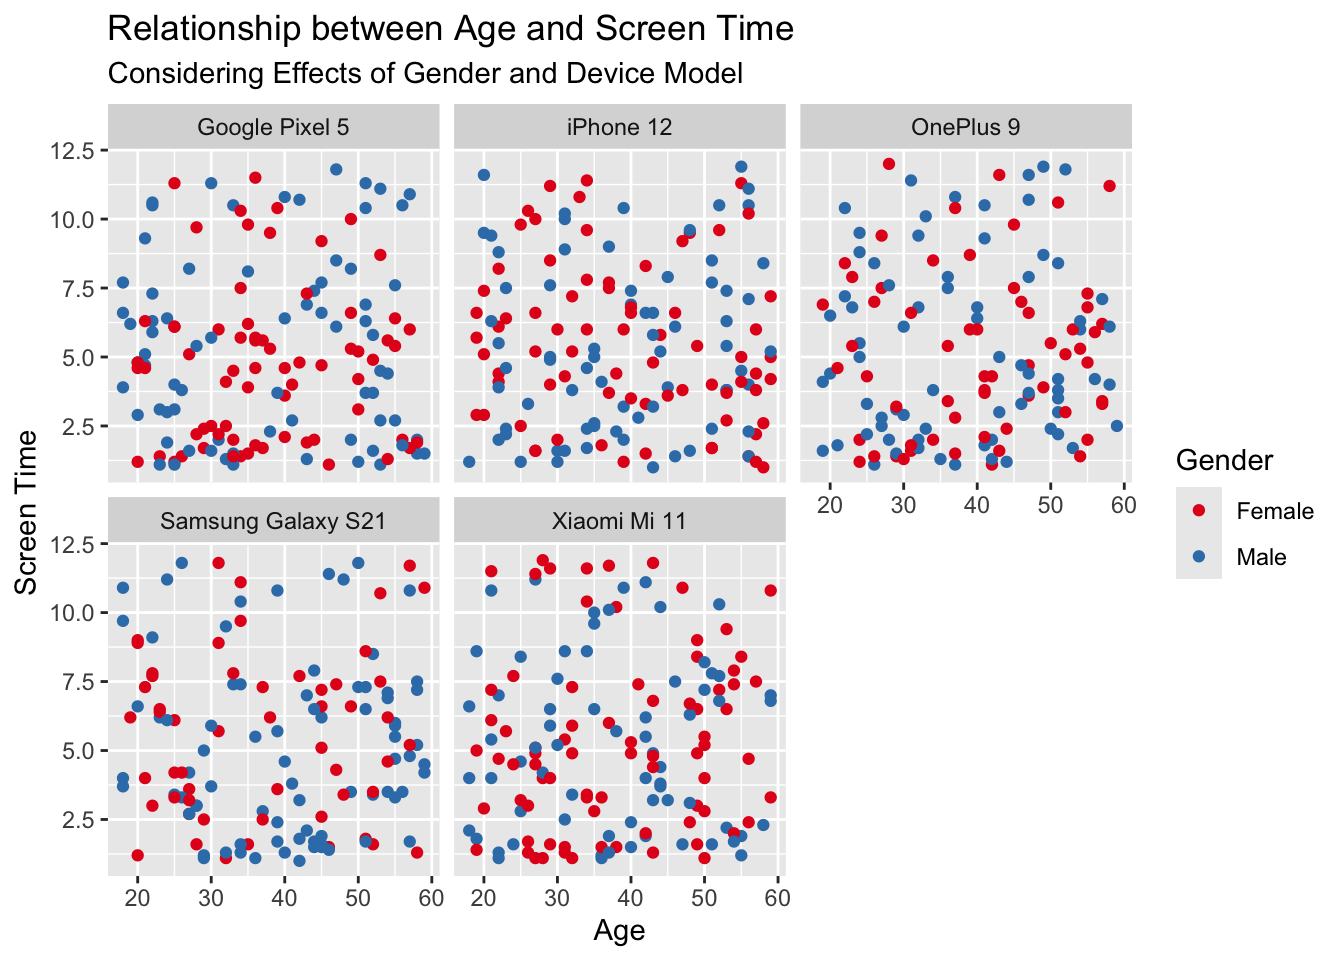 Relationship between Age and Screen Time
Considering Effects of Gender and Device Model
Google Pixel 5
iPhone 12
OnePlus 9
12.5
10.0
7.5
5.0
2.5
20 30 40 50 60
Samsung Galaxy S21
Xiaomi Mi 11
12.5
10.0
7.5
5.0
2.5
20 30 40 50 60
20 30 40 50 60
Age
Screen Time
Gender
Female
Male